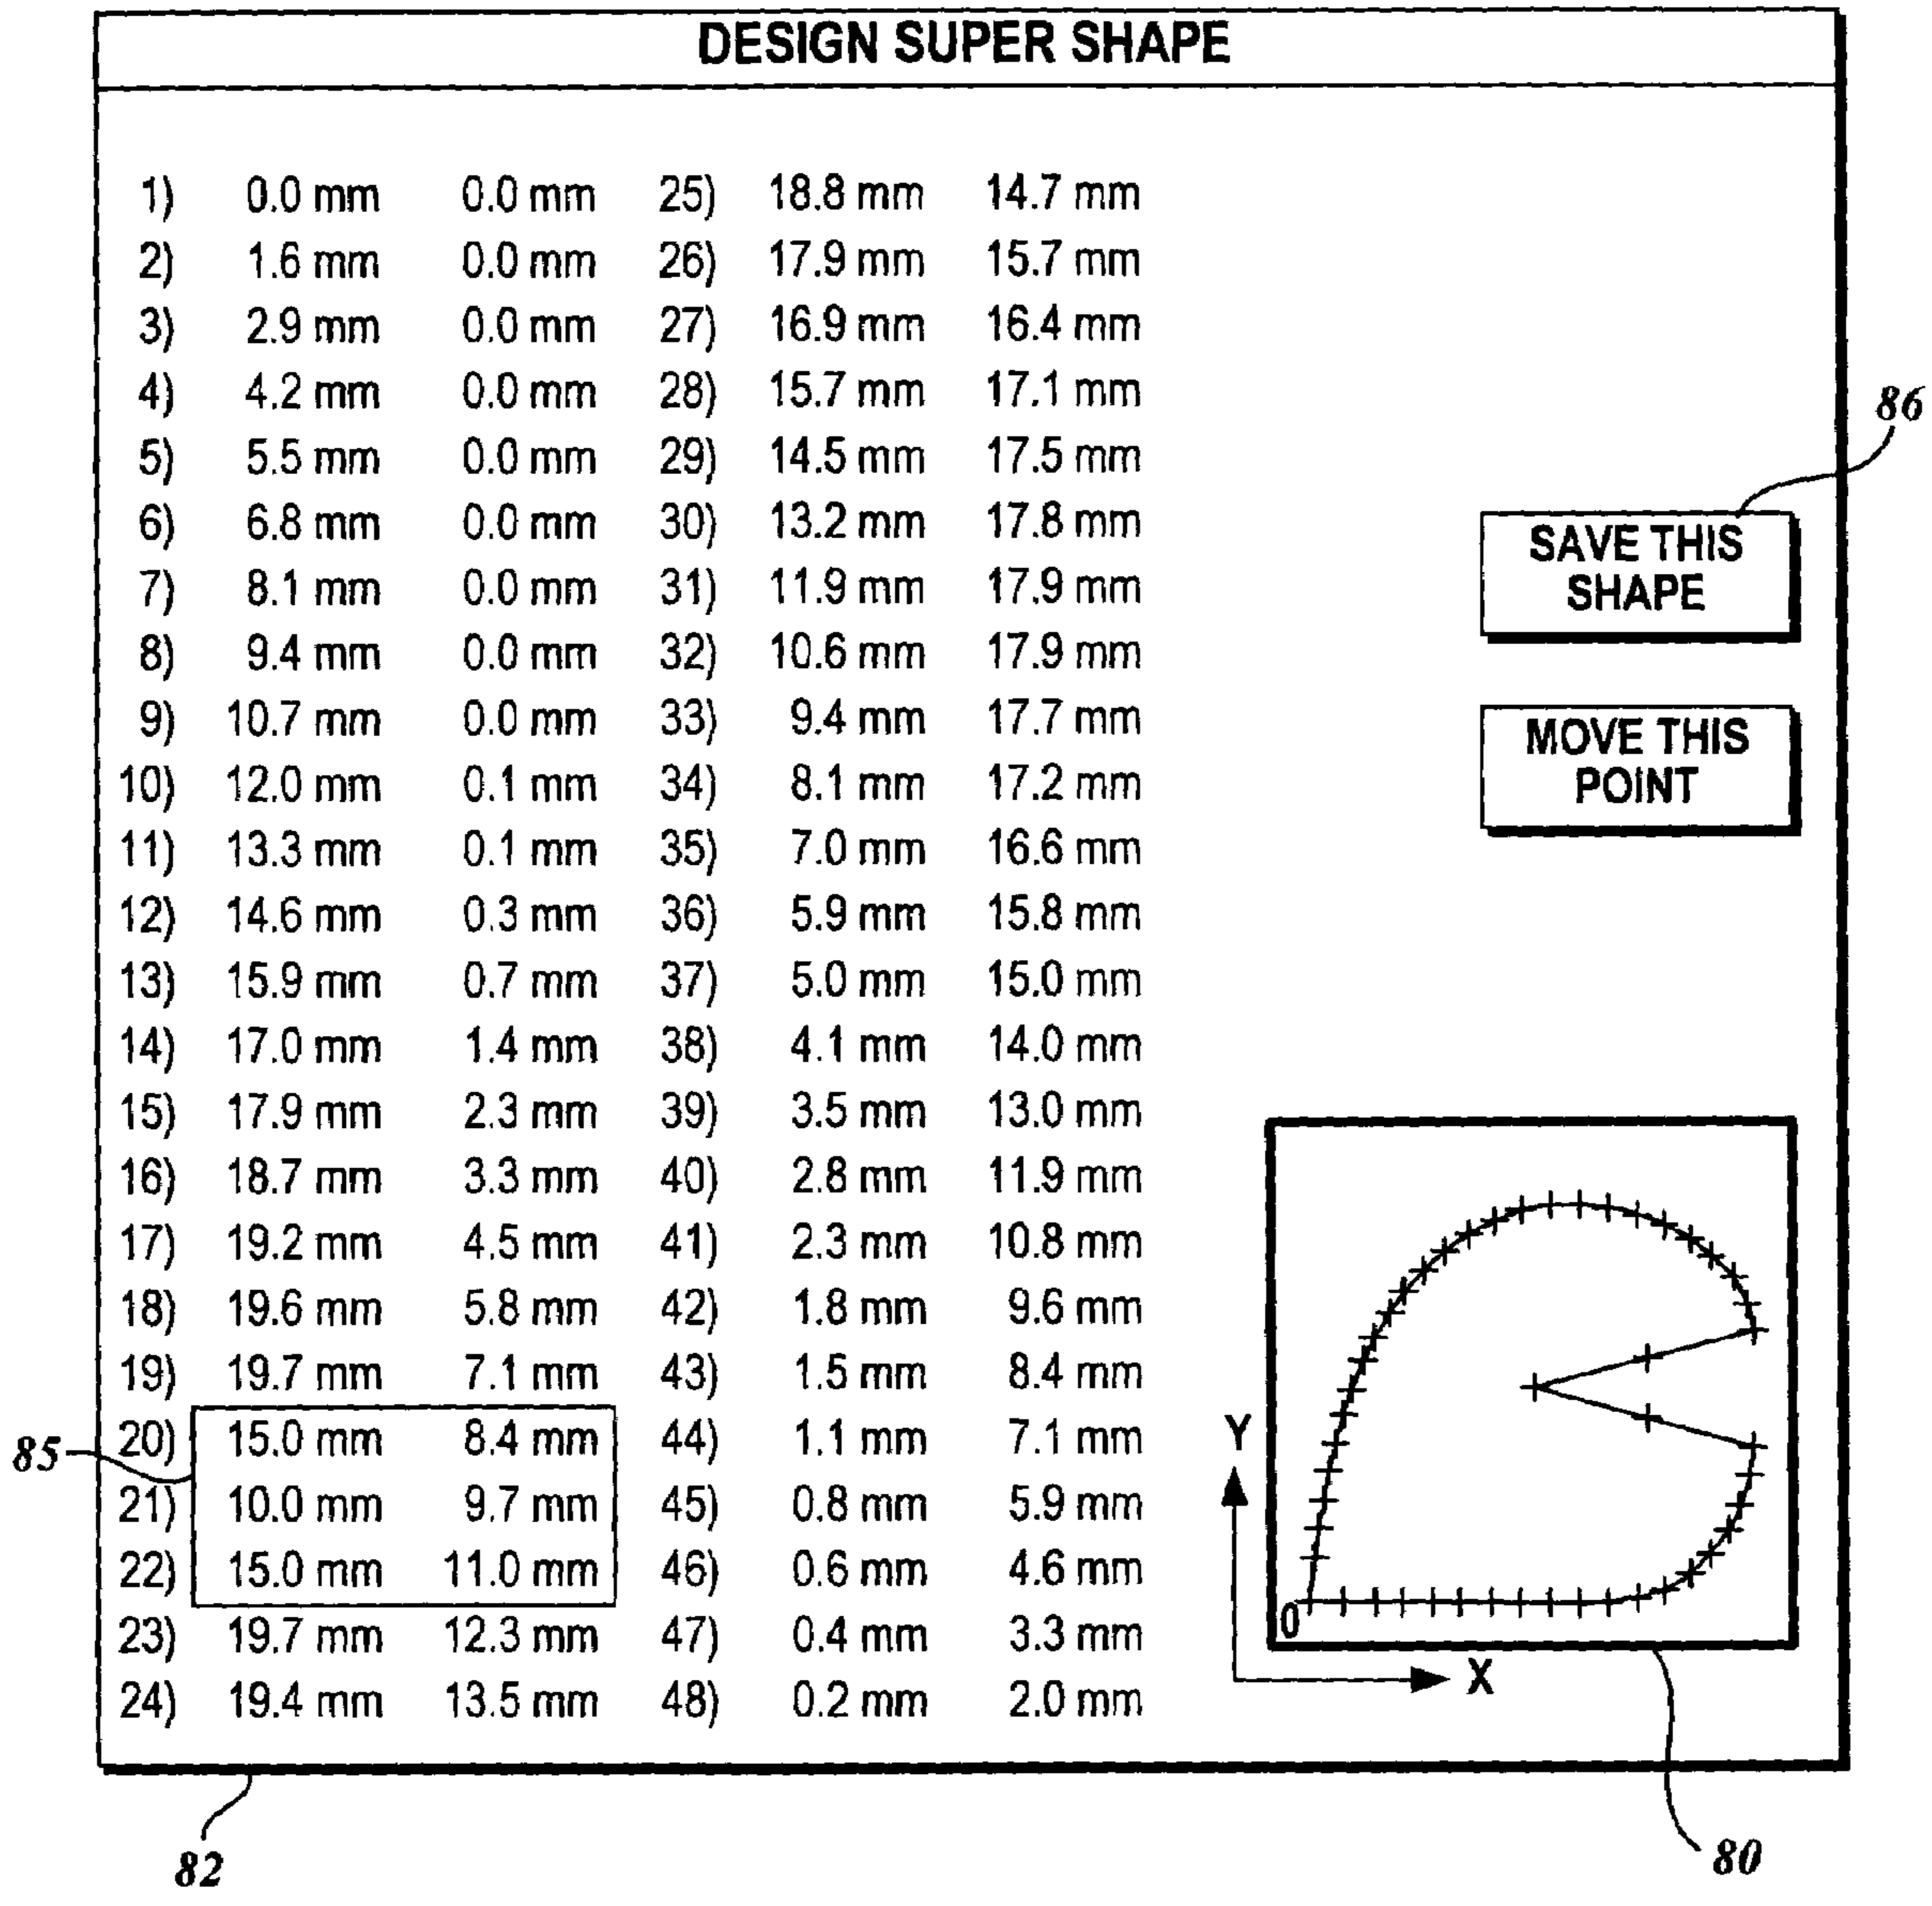 DESIGN SUPER SHAPE
1) 0.0 mm 0.0 mm 25) 18.8 mm 14.7 mm
2) 1.6 mm 0.0 mm 26) 17.9 mm 15.7 mm
3) 2.9 mm 0.0 mm 27) 16.9 mm 16.4 mm
4) 4.2 mm 0.0 mm 28) 15.7 mm 17.1 mm
86
5) 5.5 mm 0.0 mm 29) 14.5 mm 17.5 mm
6) 6.8 mm 0.0 mm 30) 13.2 mm 17.8 mm
SAVE THIS
SHAPE
7) 8.1 mm 0.0 mm 31) 11.9 mm 17.9 mm
8) 9.4 mm 0.0 mm 32) 10.6 mm 17.9 mm
9) 10.7 mm 0.0 mm 33) 9.4 mm 17.7 mm
MOVE THIS
POINT
10) 12.0 mm 0.1 mm 34) 8.1 mm 17.2 mm
11) 13.3 mm 0.1 mm 35) 7.0 mm 16.6 mm
12) 14.6 mm 0.3 mm 36) 5.9 mm 15.8 mm
13) 15.9 mm 0.7 mm 37) 5.0 mm 15.0 mm
14) 17.0 mm 1.4 mm 38) 4.1 mm 14.0 mm
15) 17.9 mm 2.3 mm 39) 3.5 mm 13.0 mm
16) 18.7 mm 3.3 mm 40) 2.8 mm 11.9 mm
17) 19.2 mm 4.5 mm 41) 2.3 mm 10.8 mm
18) 19.6 mm 5.8 mm 42) 1.8 mm 9.6 mm
19) 19.7 mm 7.1 mm 43) 1.5 mm 8.4 mm
20) 15.0 mm 8.4 mm 44) 1.1 mm 7.1 mm
Y
85
21) 10.0 mm 9.7 mm 45) 0.8 mm 5.9 mm
22) 15.0 mm 11.0 mm 46) 0.6 mm 4.6 mm
0
23) 19.7 mm 12.3 mm 47) 0.4 mm 3.3 mm
X
24) 19.4 mm 13.5 mm 48) 0.2 mm 2.0 mm
82
80